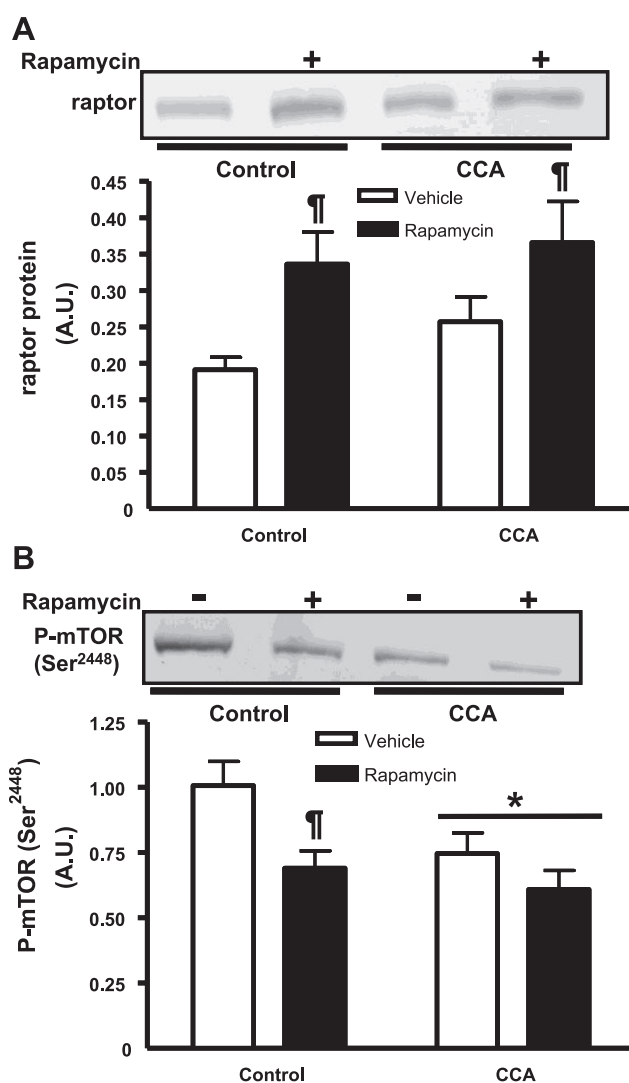 A
Rapamycin + +
raptor
Control CCA
0.45
0.40
0.35
0.30
0.25
0.20
0.15
0.10
0.05
0
raptor protein
(A.U.)
Vehicle
Rapamycin
¶ ¶
Control CCA
B
Rapamycin - + - +
P-mTOR
(Ser²⁴⁴⁸)
Control CCA
1.25
1.00
0.75
0.50
0.25
0
P-mTOR (Ser²⁴⁴⁸)
(A.U.)
Vehicle
Rapamycin
¶ *
Control CCA